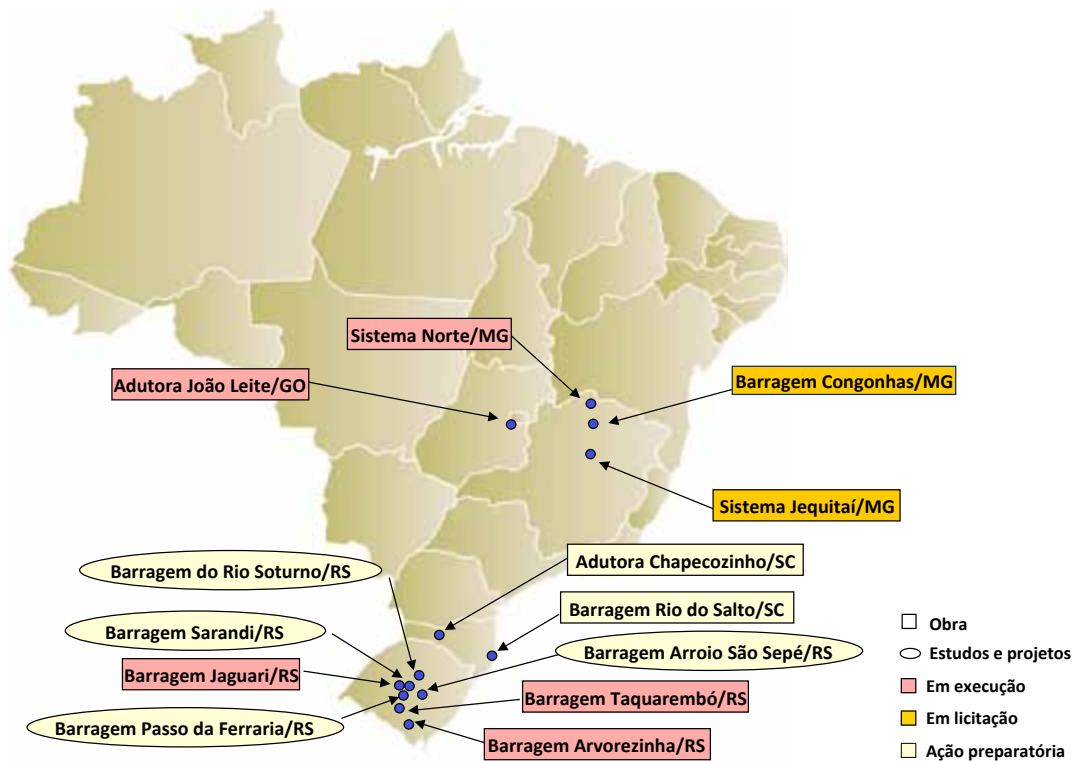 Sistema Norte/MG
Adutora João Leite/GO
Barragem Congonhas/MG
Sistema Jequitaí/MG
Adutora Chapecozinho/SC
Barragem do Rio Soturno/RS
Barragem Rio do Salto/SC
Barragem Sarandi/RS
Barragem Arroio São Sepé/RS
Barragem Jaguari/RS
Barragem Taquarembó/RS
Barragem Passo da Ferraria/RS
Barragem Arvorezinha/RS
Obra
Estudos e projetos
Em execução
Em licitação
Ação preparatória